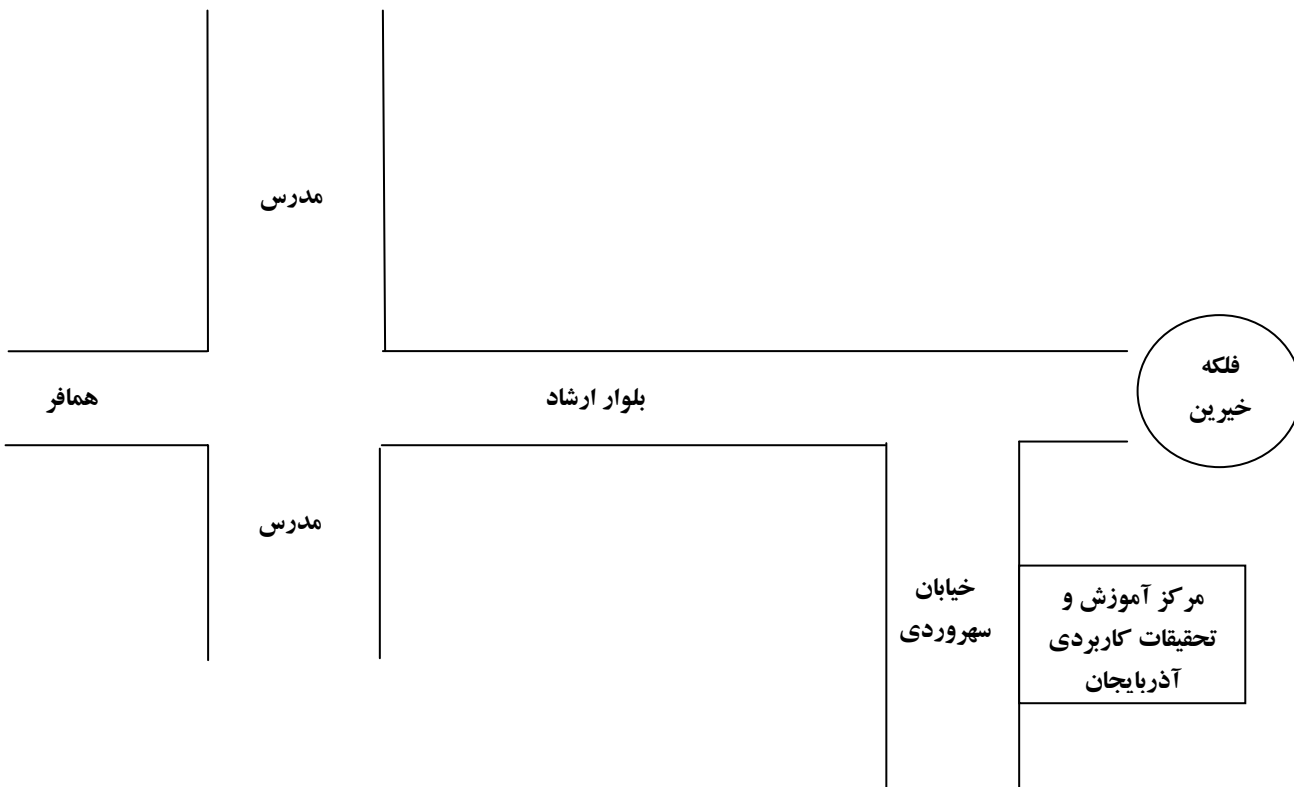 مدرس
فلکه
خیرین
بلوار ارشاد
همافر
مدرس
خیابان
سهروردی
مرکز آموزش و
تحقیقات کاربردی
آذربایجان